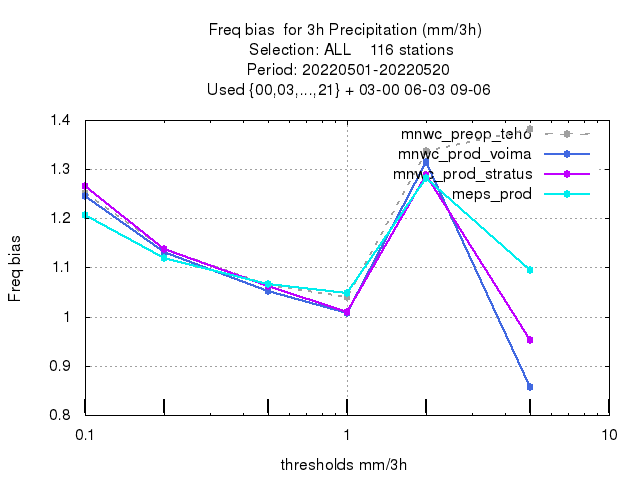 Freq bias  for 3h Precipitation (mm/3h)
Selection: ALL    116 stations
Period: 20220501-20220520
Used {00,03,...,21} + 03-00 06-03 09-06
1.4
1.3
1.2
1.1
1
0.9
0.8
Freq bias
mnwc_preop_teho
mnwc_prod_voima
mnwc_prod_stratus
meps_prod
0.1
1
10
thresholds mm/3h